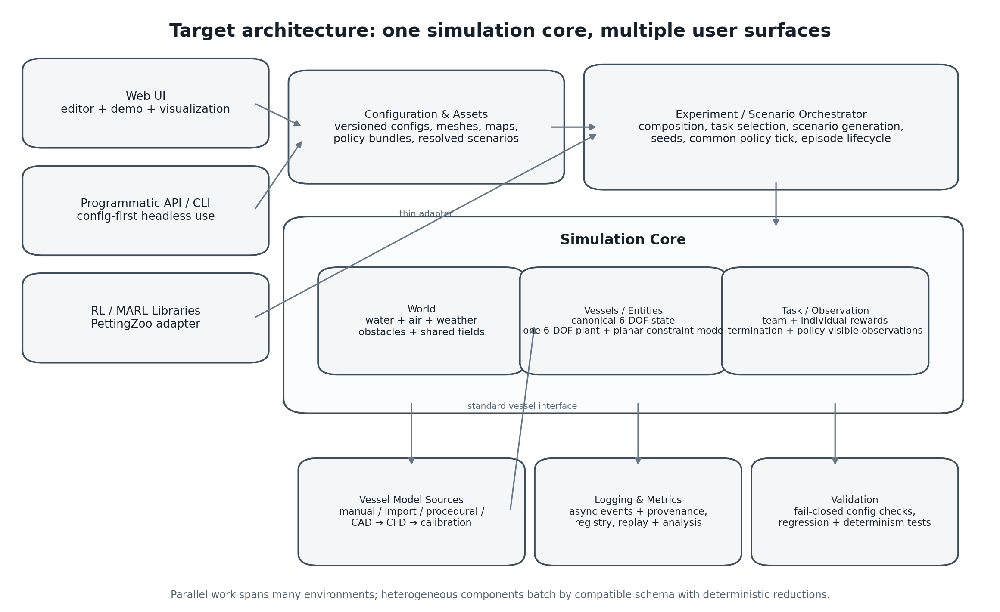 Target architecture: one simulation core, multiple user surfaces
Web UI
editor + demo + visualization
Configuration & Assets
versioned configs, meshes, maps,
policy bundles, resolved scenarios
Experiment / Scenario Orchestrator
composition, task selection, scenario generation,
seeds, common policy tick, episode lifecycle
Programmatic API / CLI
config-first headless use
thin adapter
RL / MARL Libraries
PettingZoo adapter
Simulation Core
World
water + air + weather
obstacles + shared fields
Vessels / Entities
canonical 6-DOF state
one 6-DOF plant + planar constraint mode
Task / Observation
team + individual rewards
termination + policy-visible observations
standard vessel interface
Vessel Model Sources
manual / import / procedural /
CAD → CFD → calibration
Logging & Metrics
async events + provenance,
registry, replay + analysis
Validation
fail-closed config checks,
regression + determinism tests
Parallel work spans many environments; heterogeneous components batch by compatible schema with deterministic reductions.